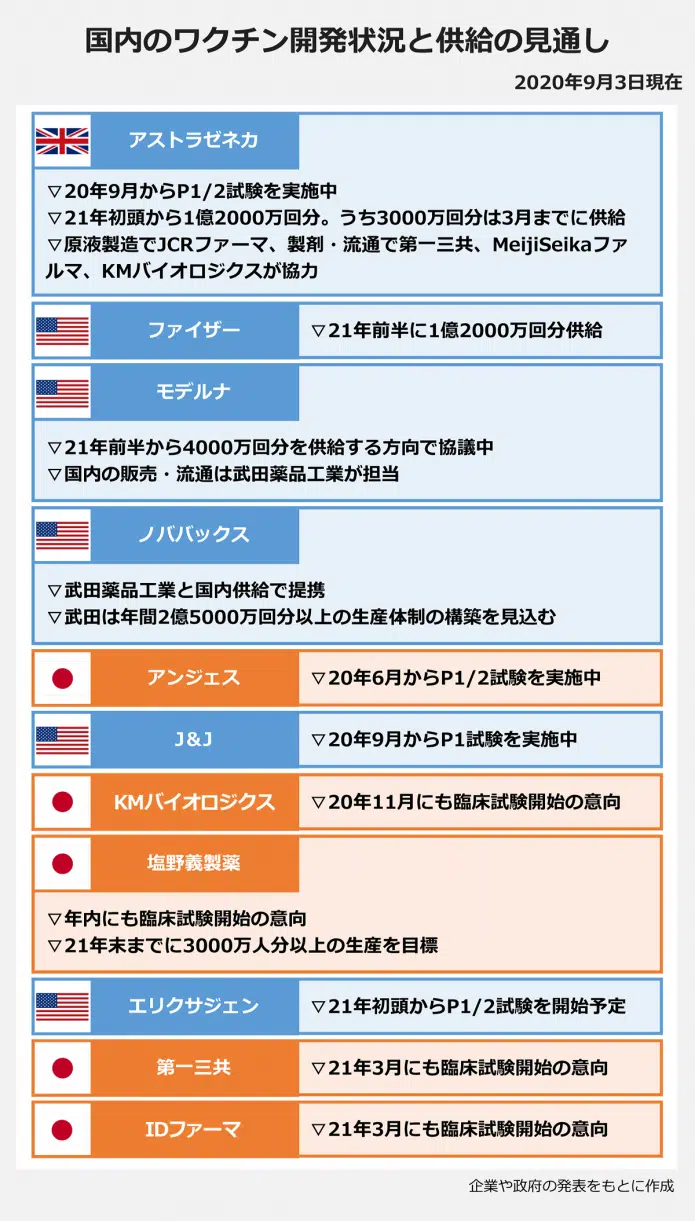 国内のワクチン開発状況と供給の見通し
2020年9月3日現在
アストラゼネカ
▽20年9月からP1/2試験を実施中
▽21年初頭から1億2000万回分。うち3000万回分は3月までに供給
▽原液製造でJCRファーマ、製剤・流通で第一三共、MeijiSeikaファ
ルマ、KMバイオロジクスが協力
ファイザー
▽21年前半に1億2000万回分供給
モデルナ
▽21年前半から4000万回分を供給する方向で協議中
▽国内の販売・流通は武田薬品工業が担当
ノババックス
▽武田薬品工業と国内供給で提携
▽武田は年間2億5000万回分以上の生産体制の構築を見込む
アンジェス
▽20年6月からP1/2試験を実施中
J&J
▽20年9月からP1試験を実施中
KMバイオロジクス
▽20年11月にも臨床試験開始の意向
塩野義製薬
▽年内にも臨床試験開始の意向
▽21年末までに3000万人分以上の生産を目標
エリクサジェン
▽21年初頭からP1/2試験を開始予定
第一三共
▽21年3月にも臨床試験開始の意向
IDファーマ
▽21年3月にも臨床試験開始の意向
企業や政府の発表をもとに作成